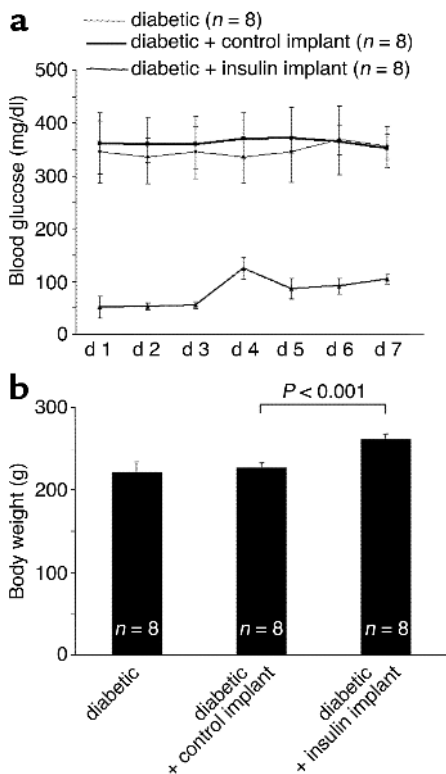 a
diabetic (n = 8)
diabetic + control implant (n = 8)
diabetic + insulin implant (n = 8)
Blood glucose (mg/dl)
500
400
300
200
100
0
d 1 d 2 d 3 d 4 d 5 d 6 d 7
b
P < 0.001
Body weight (g)
300
200
100
0
n = 8 n = 8 n = 8
diabetic
diabetic
+ control implant
diabetic
+ insulin implant